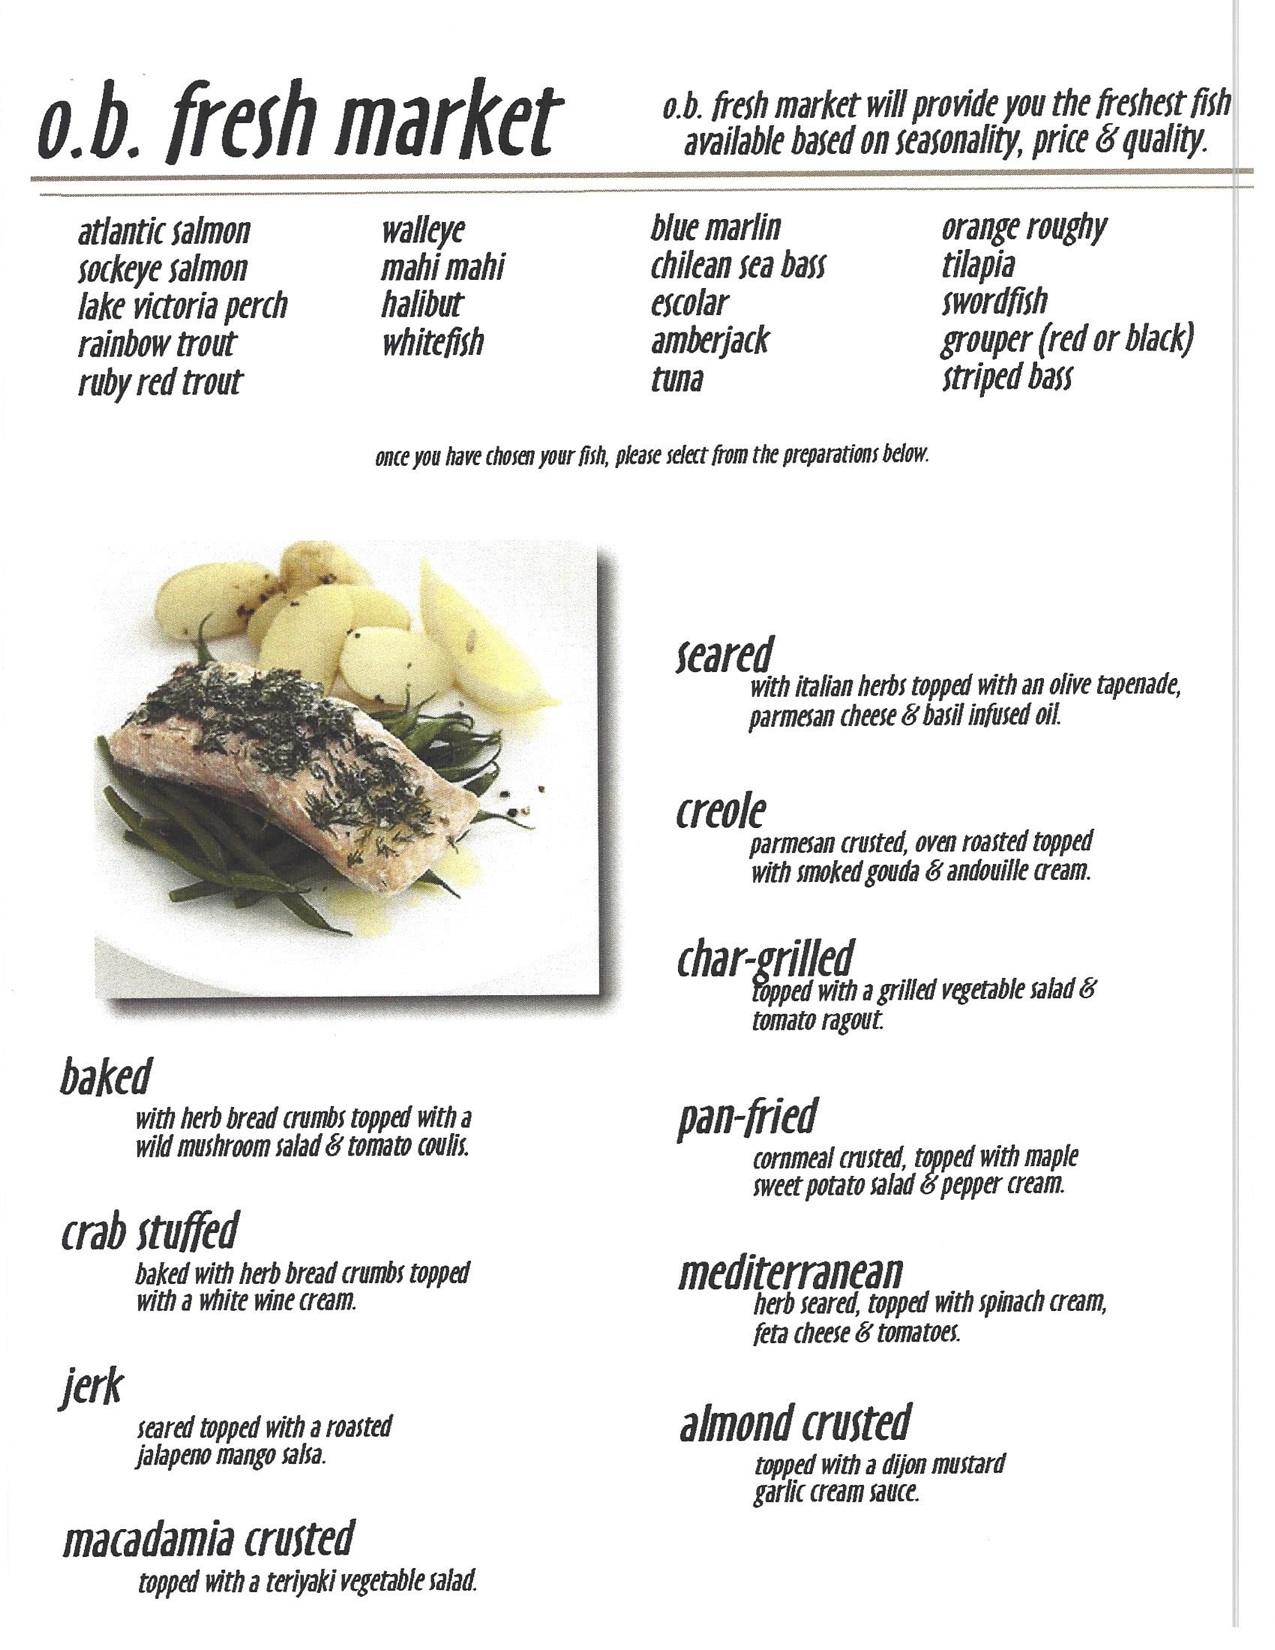 o.b. fresh market
o.b. fresh market will provide you the freshest fish
available based on seasonality, price & quality.
atlantic salmon
sockeye salmon
lake victoria perch
rainbow trout
ruby red trout
walleye
mahi mahi
halibut
whitefish
blue marlin
chilean sea bass
escolar
amberjack
tuna
orange roughy
tilapia
swordfish
grouper (red or black)
striped bass
once you have chosen your fish, please select from the preparations below.
baked
with herb bread crumbs topped with a
wild mushroom salad & tomato coulis.
crab stuffed
baked with herb bread crumbs topped
with a white wine cream.
jerk
seared topped with a roasted
jalapeno mango salsa.
macadamia crusted
topped with a teriyaki vegetable salad.
seared
with italian herbs topped with an olive tapenade,
parmesan cheese & basil infused oil.
creole
parmesan crusted, oven roasted topped
with smoked gouda & andouille cream.
char-grilled
topped with a grilled vegetable salad &
tomato ragout.
pan-fried
cornmeal crusted, topped with maple
sweet potato salad & pepper cream.
mediterranean
herb seared, topped with spinach cream,
feta cheese & tomatoes.
almond crusted
topped with a dijon mustard
garlic cream sauce.